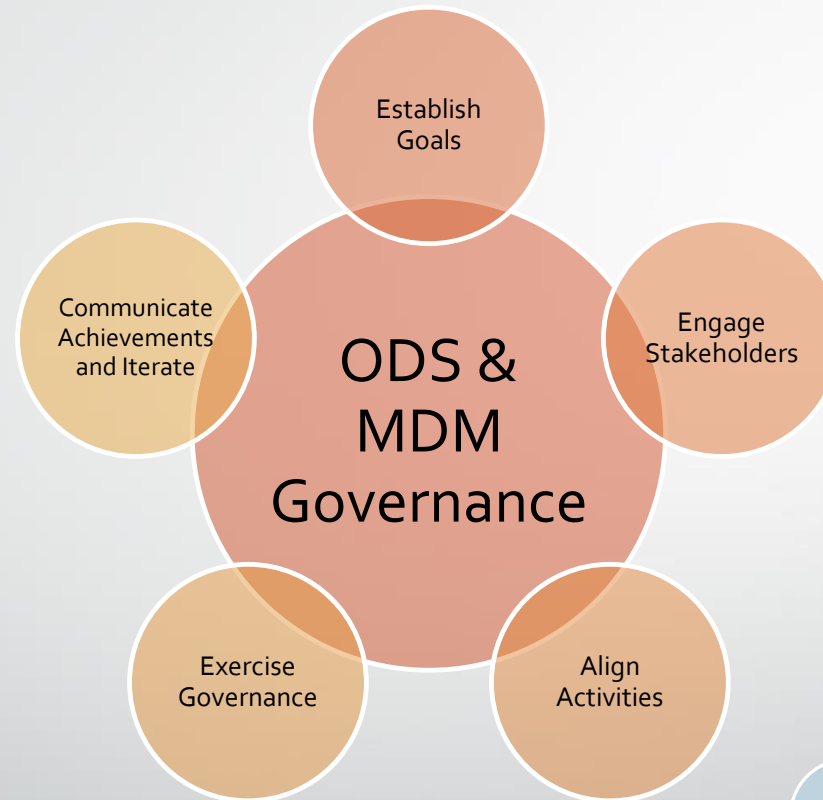 Establish
Goals
Engage
Stakeholders
Align
Activities
Exercise
Governance
Communicate
Achievements
and Iterate
ODS &
MDM
Governance